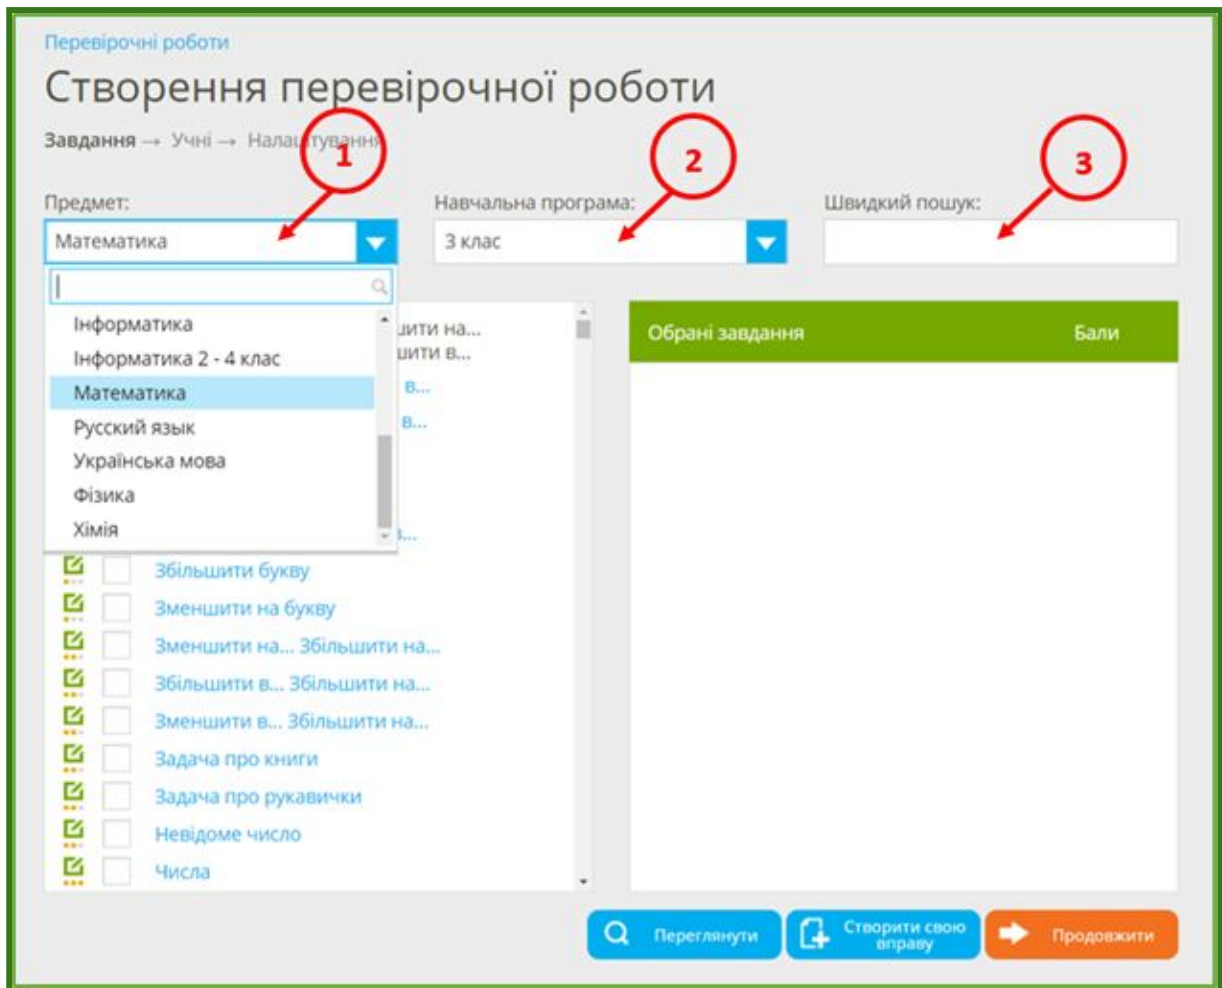 Перевірочні роботи
Створення перевірочної роботи
Завдання → Учні → Налаштування
1
2
3
Предмет:
Навчальна програма:
Швидкий пошук:
Математика
3 клас
Інформатика
Інформатика 2 - 4 клас
Математика
Русский язык
Українська мова
Фізика
Хімія
ити на...
шити в...
в...
в...
в...
Обрані завдання
Бали
Збільшити букву
Зменшити на букву
Зменшити на... Збільшити на...
Збільшити в... Збільшити на...
Зменшити в... Збільшити на...
Задача про книги
Задача про рукавички
Невідоме число
Числа
Переглянути
Створити свою
вправу
Продовжити